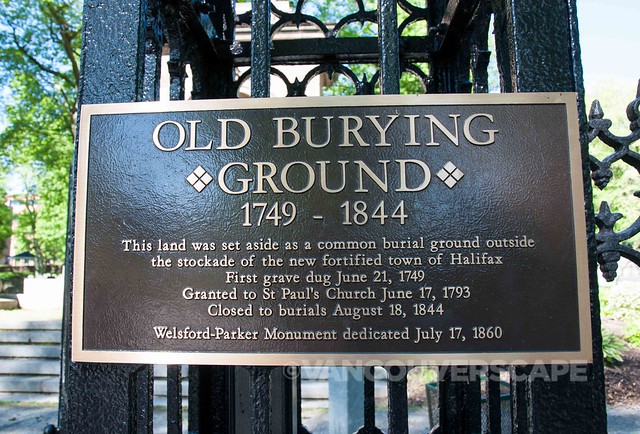 OLD BURYING
GROUND
1749 - 1844
This land was set aside as a common burial ground outside
the stockade of the new fortified town of Halifax
First grave dug June 21, 1749
Granted to St Paul's Church June 17, 1793
Closed to burials August 18, 1844
Welsford-Parker Monument dedicated July 17, 1860
©VANCOUVERSCAPE